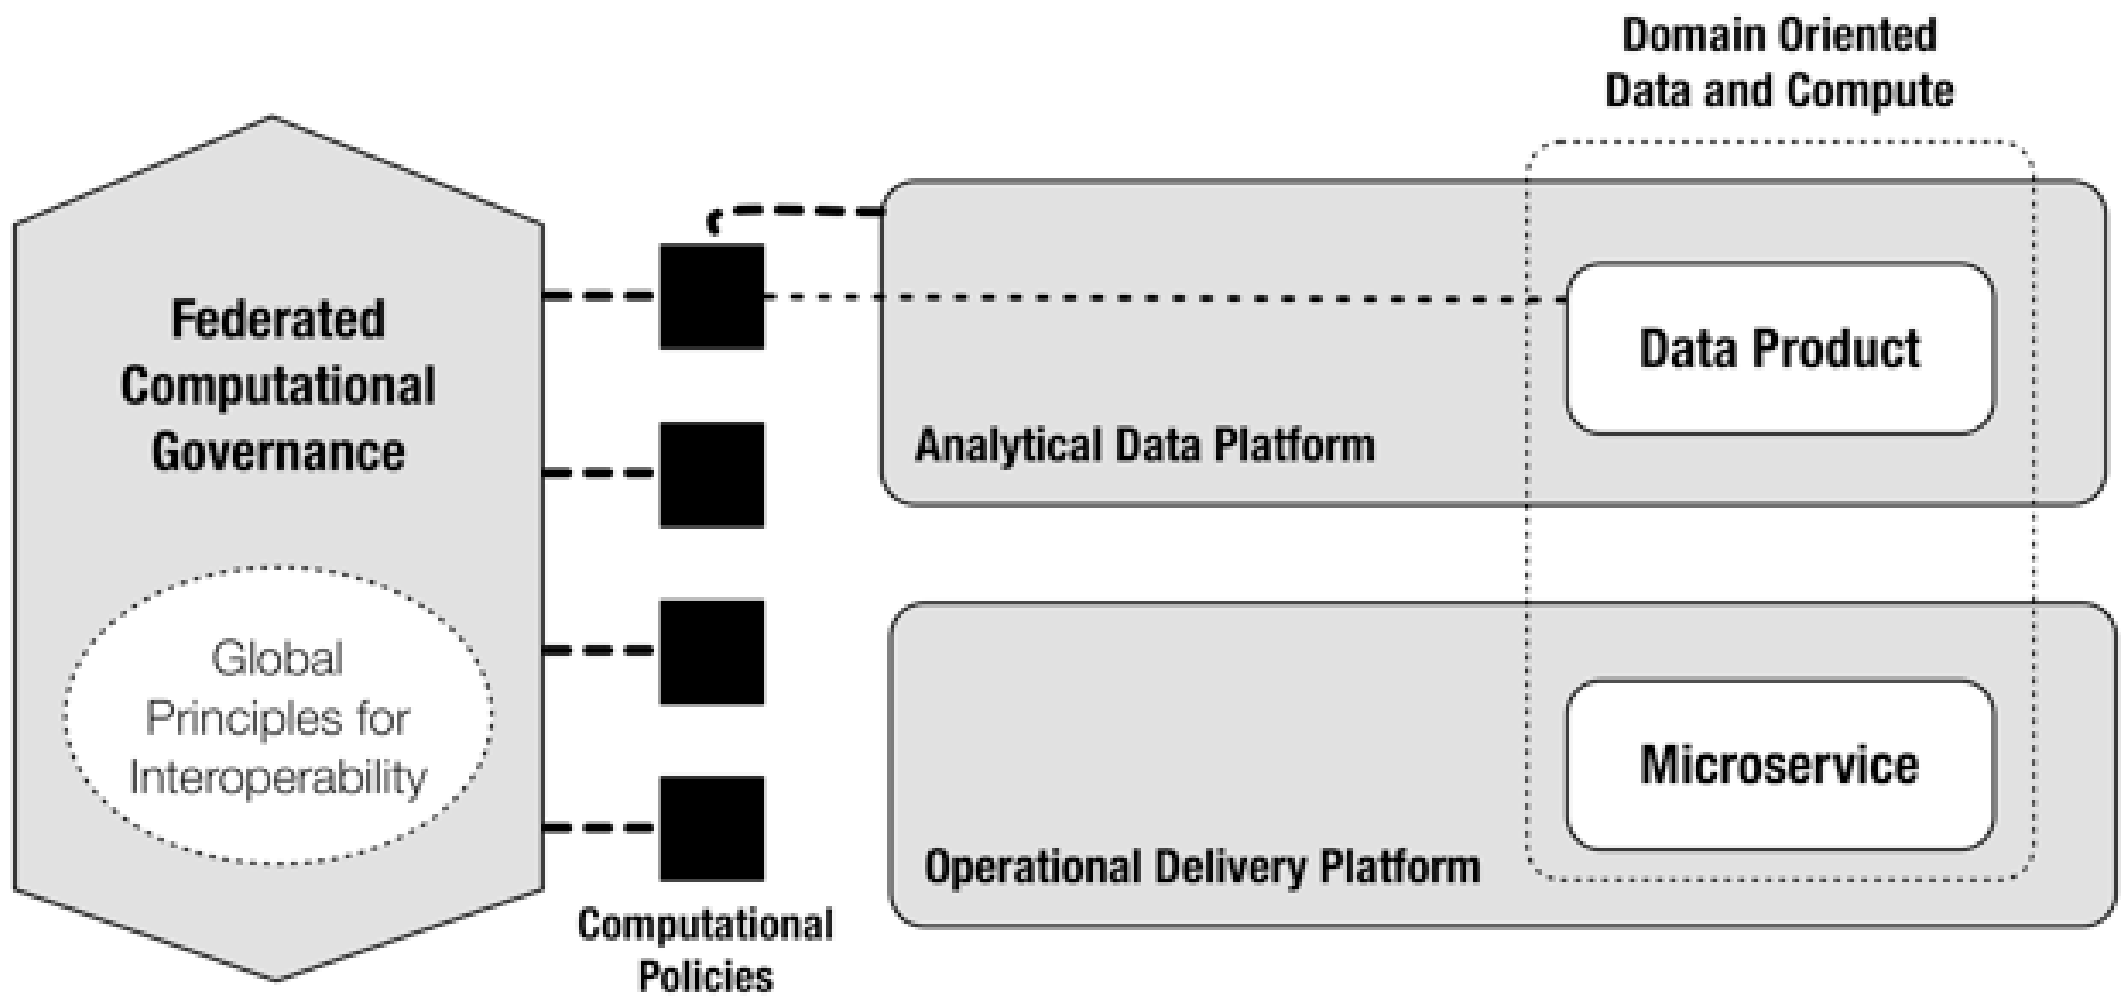 Domain Oriented
Data and Compute
Federated
Computational
Governance
Global
Principles for
Interoperability
Computational
Policies
Data Product
Analytical Data Platform
Microservice
Operational Delivery Platform